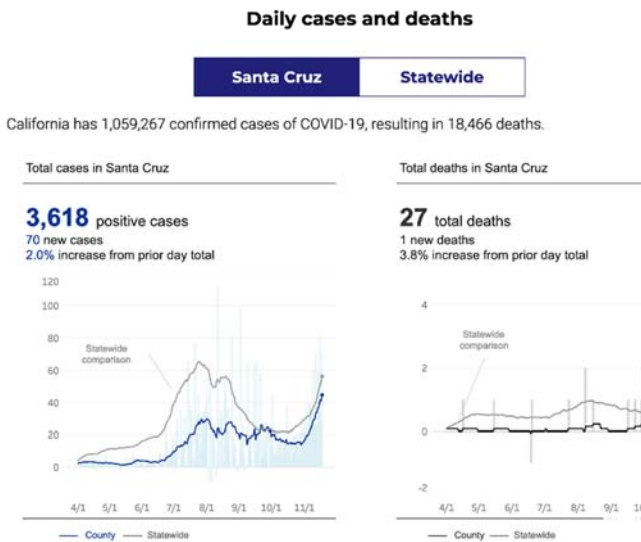 Daily cases and deaths
Santa Cruz
Statewide
California has 1,059,267 confirmed cases of COVID-19, resulting in 18,466 deaths.
Total cases in Santa Cruz
3,618 positive cases
70 new cases
2.0% increase from prior day total
120
100
80
60
40
20
0
Statewide
comparison
4/1 5/1 6/1 7/1 8/1 9/1 10/1 11/1
County Statewide
Total deaths in Santa Cruz
27 total deaths
1 new deaths
3.8% increase from prior day total
4
2
0
-2
Statewide
comparison
4/1 5/1 6/1 7/1 8/1 9/1
County Statewide